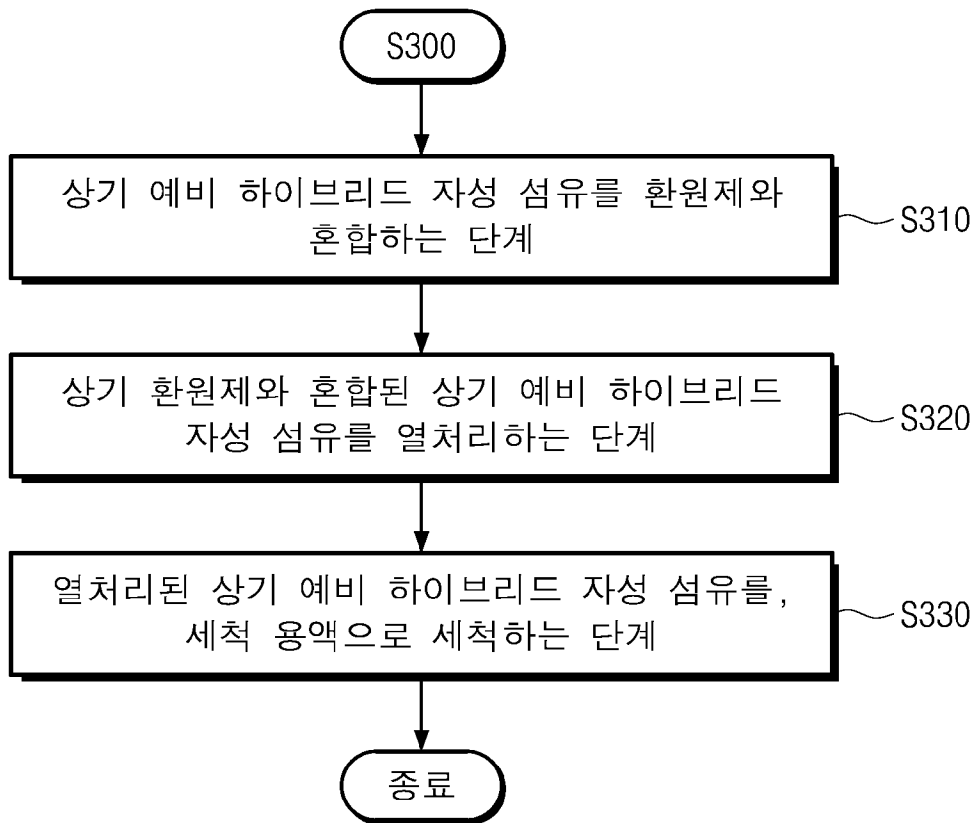 S300
상기 예비 하이브리드 자성 섬유를 환원제와
혼합하는 단계
S310
상기 환원제와 혼합된 상기 예비 하이브리드
자성 섬유를 열처리하는 단계
S320
열처리된 상기 예비 하이브리드 자성 섬유를,
세척 용액으로 세척하는 단계
S330
종료